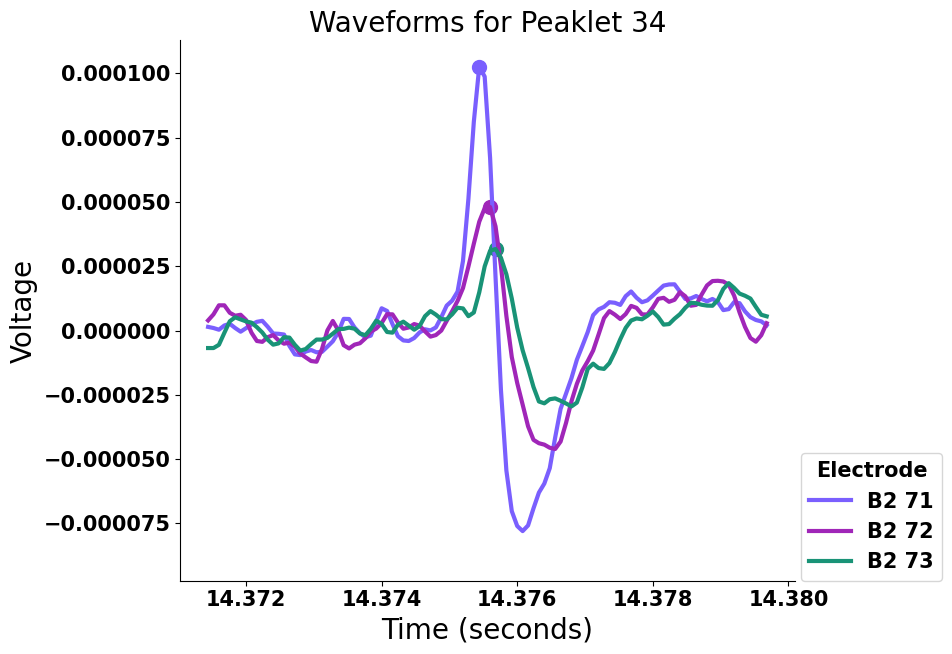 Waveforms for Peaklet 34
Voltage
0.000100
0.000075
0.000050
0.000025
0.000000
−0.000025
−0.000050
−0.000075
14.372
14.374
14.376
14.378
14.380
Time (seconds)
Electrode
B2 71
B2 72
B2 73